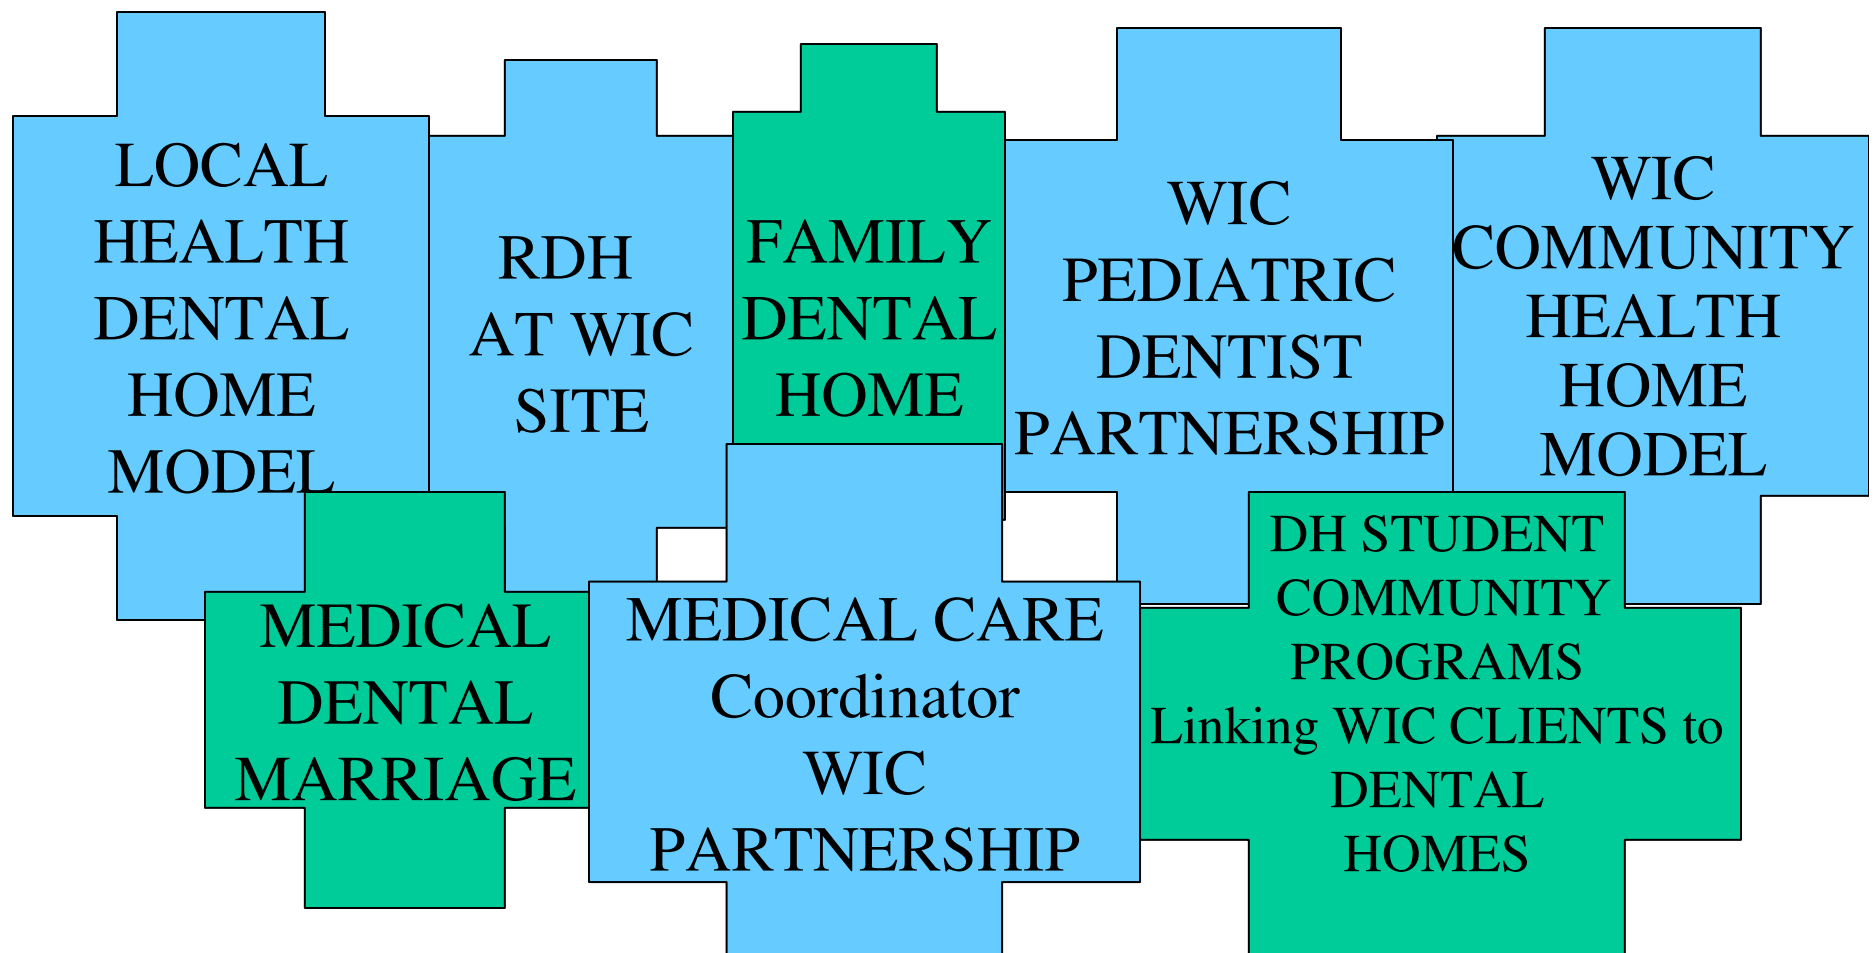 LOCAL
HEALTH
DENTAL
HOME
MODEL
RDH
AT WIC
SITE
FAMILY
DENTAL
HOME
WIC
PEDIATRIC
DENTIST
PARTNERSHIP
WIC
COMMUNITY
HEALTH
HOME
MODEL
MEDICAL
DENTAL
MARRIAGE
MEDICAL CARE
Coordinator
WIC
PARTNERSHIP
DH STUDENT
COMMUNITY
PROGRAMS
Linking WIC CLIENTS to
DENTAL
HOMES